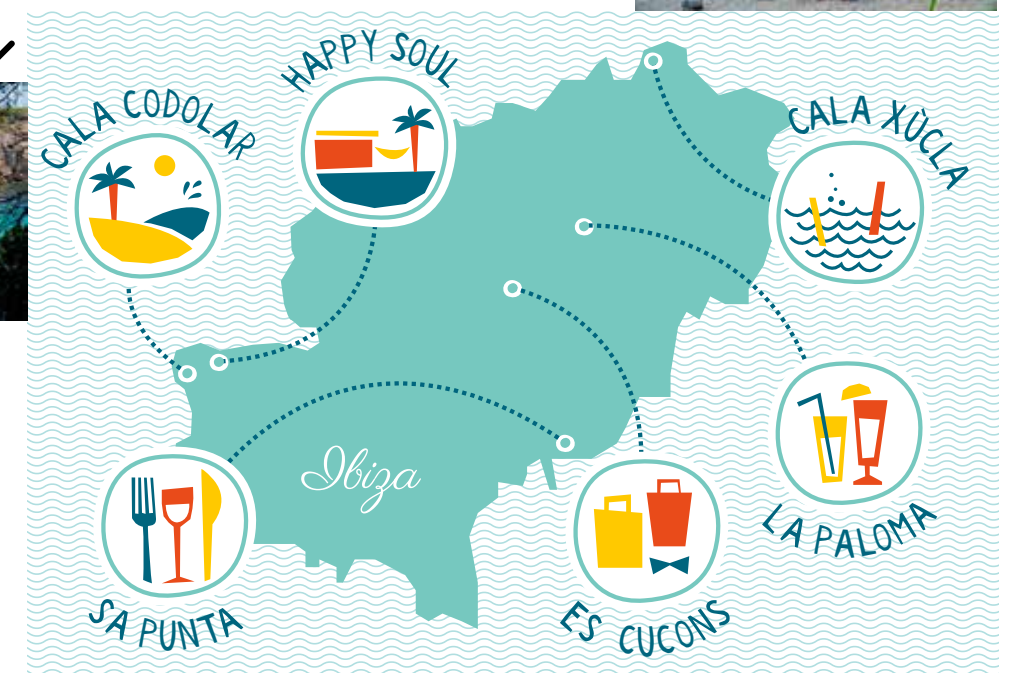 HAPPY SOUL
CALA CODOLAR
CALA XÙCLA
Ibiza
LA PALOMA
SA PUNTA
ES CUCONS